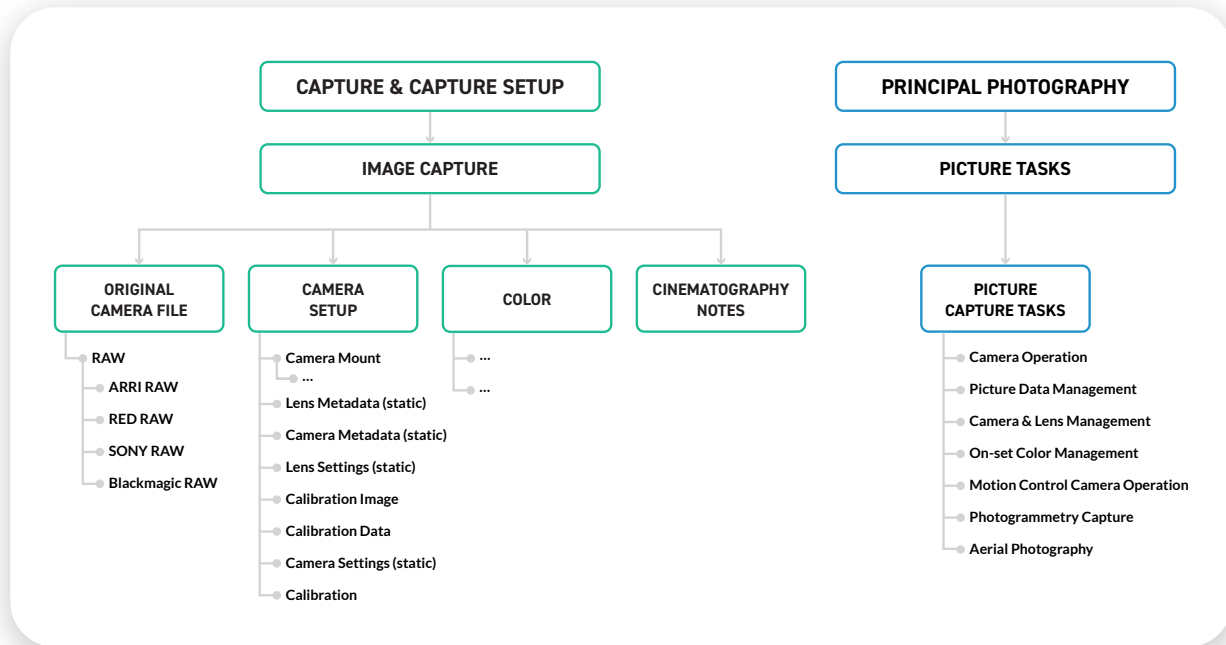 CAPTURE & CAPTURE SETUP
IMAGE CAPTURE
ORIGINAL
CAMERA FILE
RAW
ARRI RAW
RED RAW
SONY RAW
Blackmagic RAW
CAMERA
SETUP
Camera Mount
...
Lens Metadata (static)
Camera Metadata (static)
Lens Settings (static)
Calibration Image
Calibration Data
Camera Settings (static)
Calibration
COLOR
...
...
CINEMATOGRAPHY
NOTES
PRINCIPAL PHOTOGRAPHY
PICTURE TASKS
PICTURE
CAPTURE TASKS
Camera Operation
Picture Data Management
Camera & Lens Management
On-set Color Management
Motion Control Camera Operation
Photogrammetry Capture
Aerial Photography